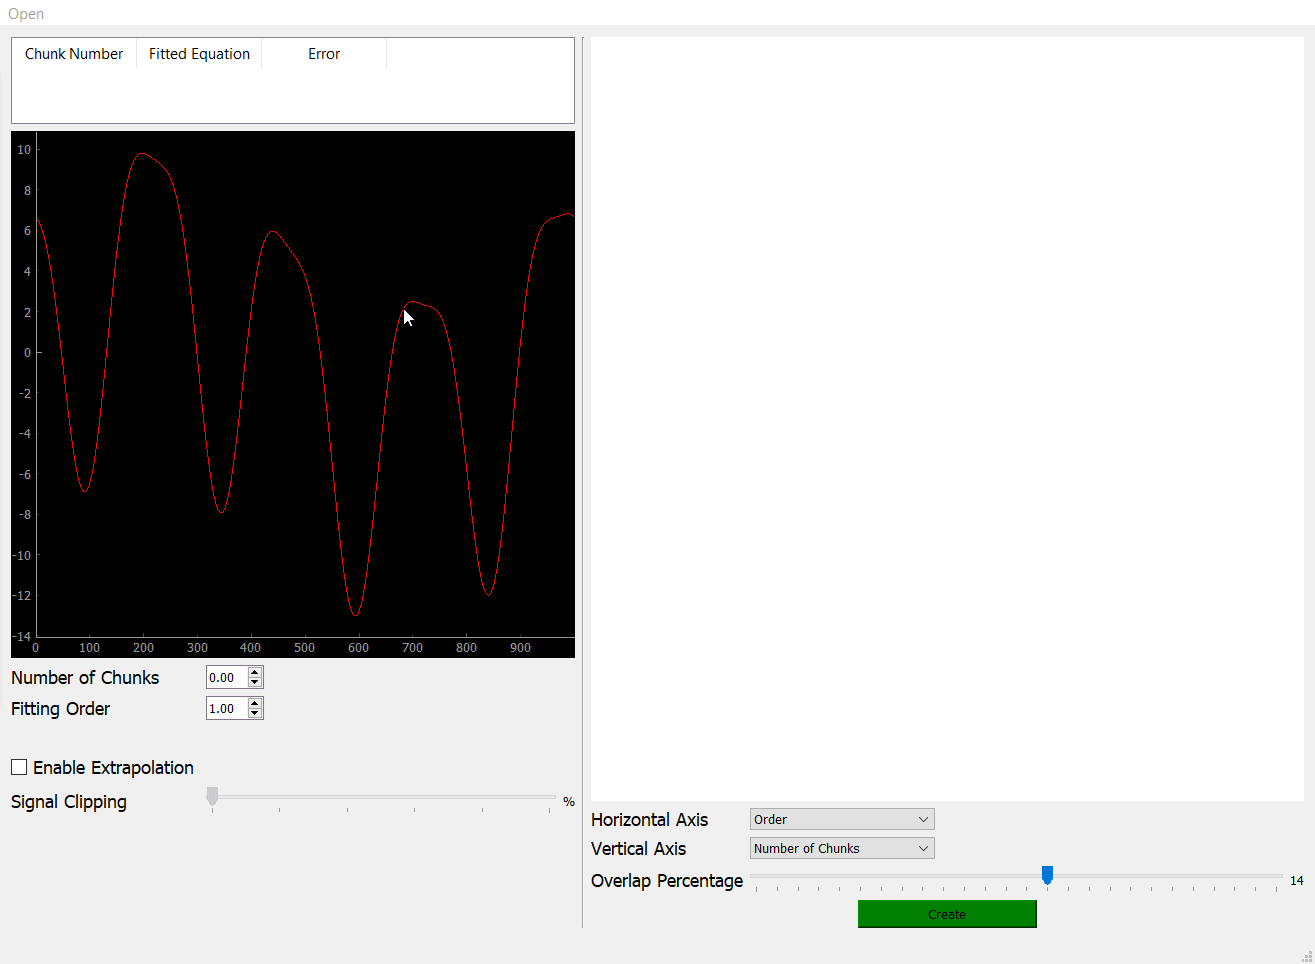 Open
Chunk Number Fitted Equation Error
10
8
6
4
2
0
-2
-4
-6
-8
-10
-12
-14
0 100 200 300 400 500 600 700 800 900
Number of Chunks 0.00
Fitting Order 1.00
Enable Extrapolation
Signal Clipping %
Horizontal Axis Order
Vertical Axis Number of Chunks
Overlap Percentage 14
Create